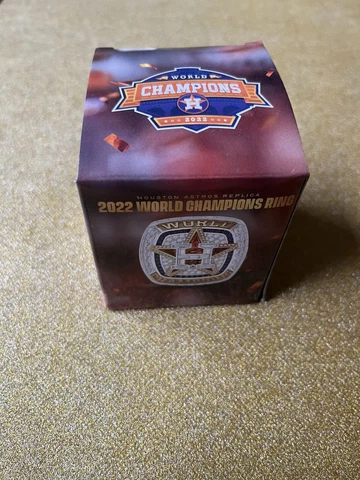 WORLD
CHAMPIONS
H
2022
HOUSTON ASTROS REPLICA
2022 WORLD CHAMPIONS RING
WORLD
H